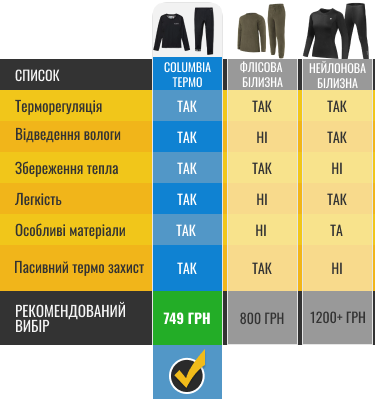 СПИСОК COLUMBIA ТЕРМО ФЛІСОВА БІЛИЗНА НЕЙЛОНОВА БІЛИЗНА
Терморегуляція ТАК ТАК ТАК
Відведення вологи ТАК НІ ТАК
Збереження тепла ТАК ТАК НІ
Легкість ТАК НІ ТАК
Особливі матеріали ТАК НІ ТА
Пасивний термо захист ТАК ТАК НІ
РЕКОМЕНДОВАНИЙ ВИБІР 749 ГРН 800 ГРН 1200+ ГРН